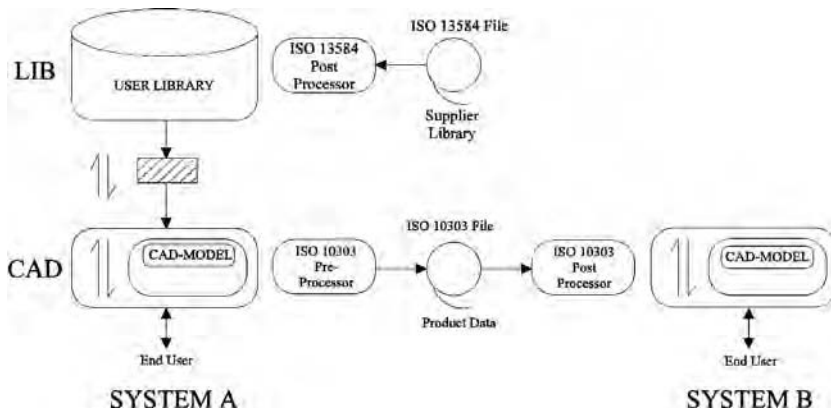 LIB
USER LIBRARY
ISO 13584
Post
Processor
ISO 13584 File
Supplier
Library
CAD
CAD-MODEL
ISO 10303
Pre-
Processor
ISO 10303 File
Product Data
ISO 10303
Post
Processor
CAD-MODEL
End User
End User
SYSTEM A
SYSTEM B